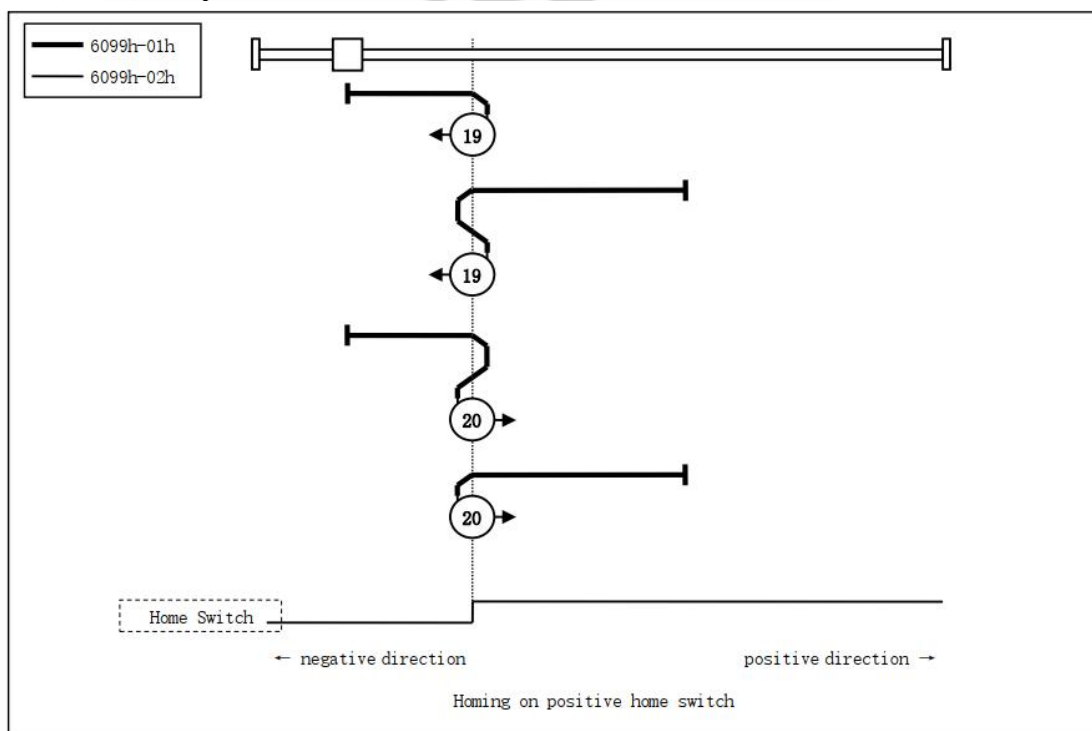 6099h-01h
6099h-02h
19
19
20
20
Home Switch
← negative direction
positive direction →
Homing on positive home switch